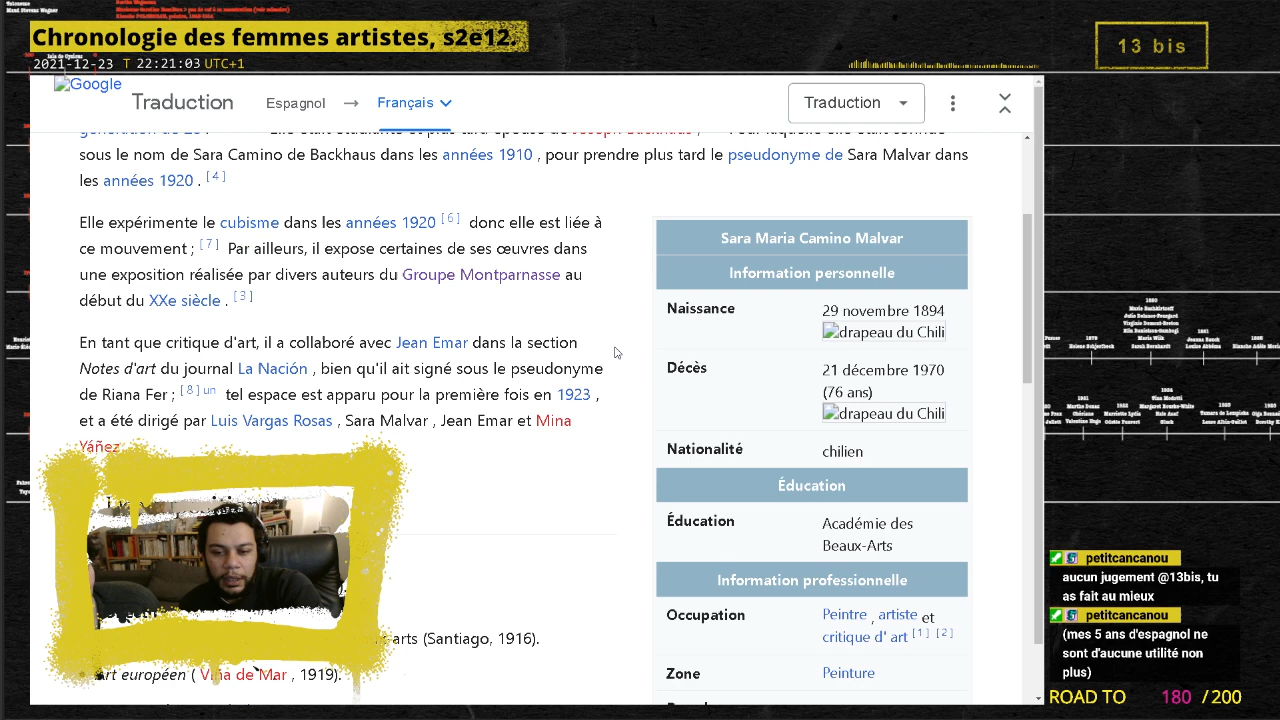 Maud Stevens Wagner
Chronologie des femmes artistes, s2e12.
2021-12-23 T 22:21:03 UTC+1
13 bis
Google
Traduction
Espagnol → Français
Traduction
sous le nom de Sara Camino de Backhaus dans les années 1910 , pour prendre plus tard le pseudonyme de Sara Malvar dans
les années 1920 . [4]
Elle expérimente le cubisme dans les années 1920 [6] donc elle est liée à
ce mouvement ; [7] Par ailleurs, il expose certaines de ses œuvres dans
une exposition réalisée par divers auteurs du Groupe Montparnasse au
début du XXe siècle . [3]
En tant que critique d'art, il a collaboré avec Jean Emar dans la section
Notes d'art du journal La Nación , bien qu'il ait signé sous le pseudonyme
de Riana Fer ; [8] un tel espace est apparu pour la première fois en 1923 ,
et a été dirigé par Luis Vargas Rosas , Sara Malvar , Jean Emar et Mina
Yáñez
arts (Santiago, 1916).
Art européen ( Viña de Mar , 1919).
Sara Maria Camino Malvar
Information personnelle
Naissance
29 novembre 1894
drapeau du Chili
Décès
21 décembre 1970
(76 ans)
drapeau du Chili
Nationalité
chilien
Éducation
Éducation
Académie des
Beaux-Arts
Information professionnelle
Occupation
Peintre , artiste et
critique d' art [1] [2]
Zone
Peinture
petitcancanou
aucun jugement @13bis, tu
as fait au mieux
petitcancanou
(mes 5 ans d'espagnol ne
sont d'aucune utilité non
plus)
ROAD TO 180 / 200